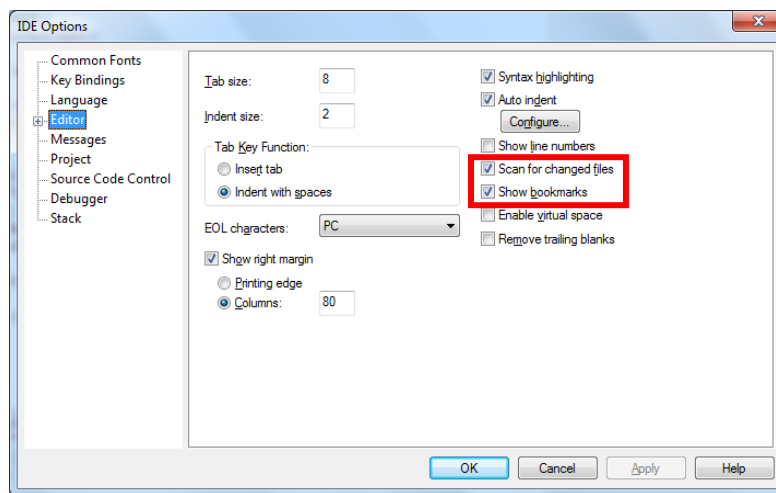 IDE Options
Common Fonts
Key Bindings
Language
Editor
Messages
Project
Source Code Control
Debugger
Stack
Tab size: 8
Indent size: 2
Tab Key Function:
Insert tab
Indent with spaces
EOL characters: PC
Show right margin
Printing edge
Columns: 80
Syntax highlighting
Auto indent
Configure...
Show line numbers
Scan for changed files
Show bookmarks
Enable virtual space
Remove trailing blanks
OK Cancel Apply Help